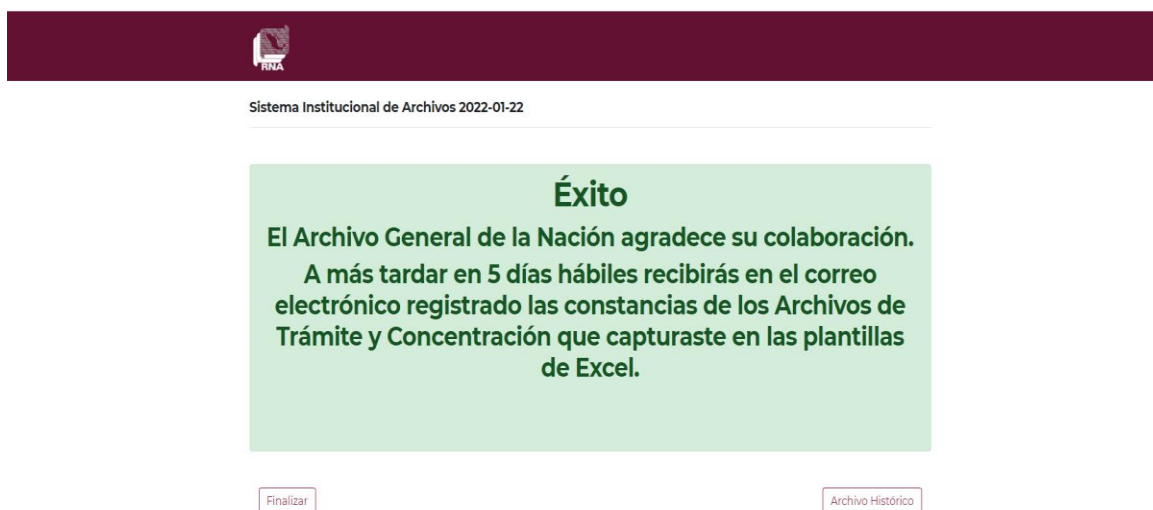 RNA
Sistema Institucional de Archivos 2022-01-22
Éxito
El Archivo General de la Nación agradece su colaboración.
A más tardar en 5 días hábiles recibirás en el correo
electrónico registrado las constancias de los Archivos de
Trámite y Concentración que capturaste en las plantillas
de Excel.
Finalizar
Archivo Histórico